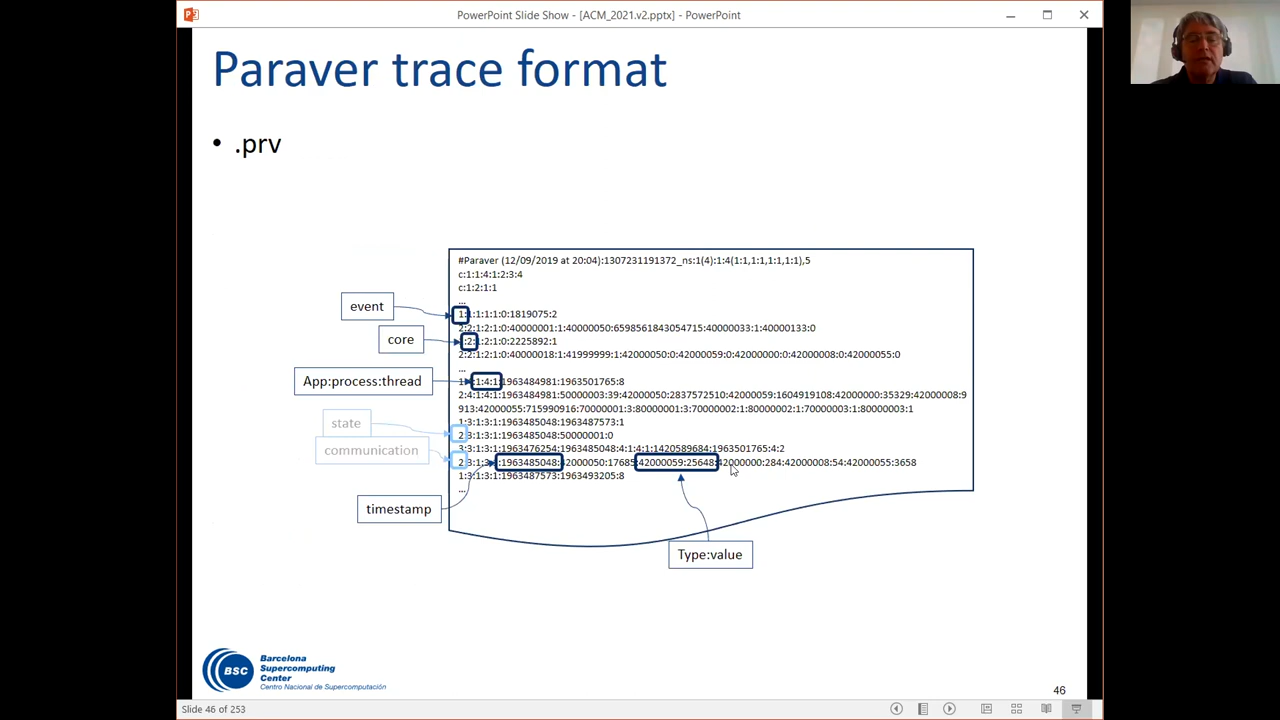 PowerPoint Slide Show - [ACM_2021.v2.pptx] - PowerPoint
Paraver trace format
• .prv
#Paraver (12/09/2019 at 20:04):1307231191372_ns:1(4):1:4(1:1,1:1,1:1,1:1),5
c:1:1:4:1:2:3:4
c:1:2:1:1
...
event
1:1:1:1:1:0:1819075:2
2:2:1:2:1:0:40000001:1:40000050:6598561843054715:40000033:1:40000133:0
core
:2:1:2:1:0:2225892:1
2:2:1:2:1:0:40000018:1:41999999:1:42000050:0:42000059:0:42000000:0:42000008:0:42000055:0
...
App:process:thread
1:4:1:4:1:1963484981:1963501765:8
2:4:1:4:1:1963484981:50000003:39:42000050:2837572510:42000059:1604919108:42000000:35329:42000008:9
913:42000055:715990916:70000001:3:80000001:3:70000002:1:80000002:1:70000003:1:80000003:1
state
1:3:1:3:1:1963485048:1963487573:1
2:3:1:3:1:1963485048:50000001:0
communication
3:3:1:3:1:1963476254:1963485048:4:1:4:1:1420589684:1963501765:4:2
2:3:1:3:1:1963485048:42000050:17685:42000059:25648:42000000:284:42000008:54:42000055:3658
1:3:1:3:1:1963487573:1963493205:8
...
timestamp
Type:value
BSC
Barcelona
Supercomputing
Center
Centro Nacional de Supercomputación
46
Slide 46 of 253